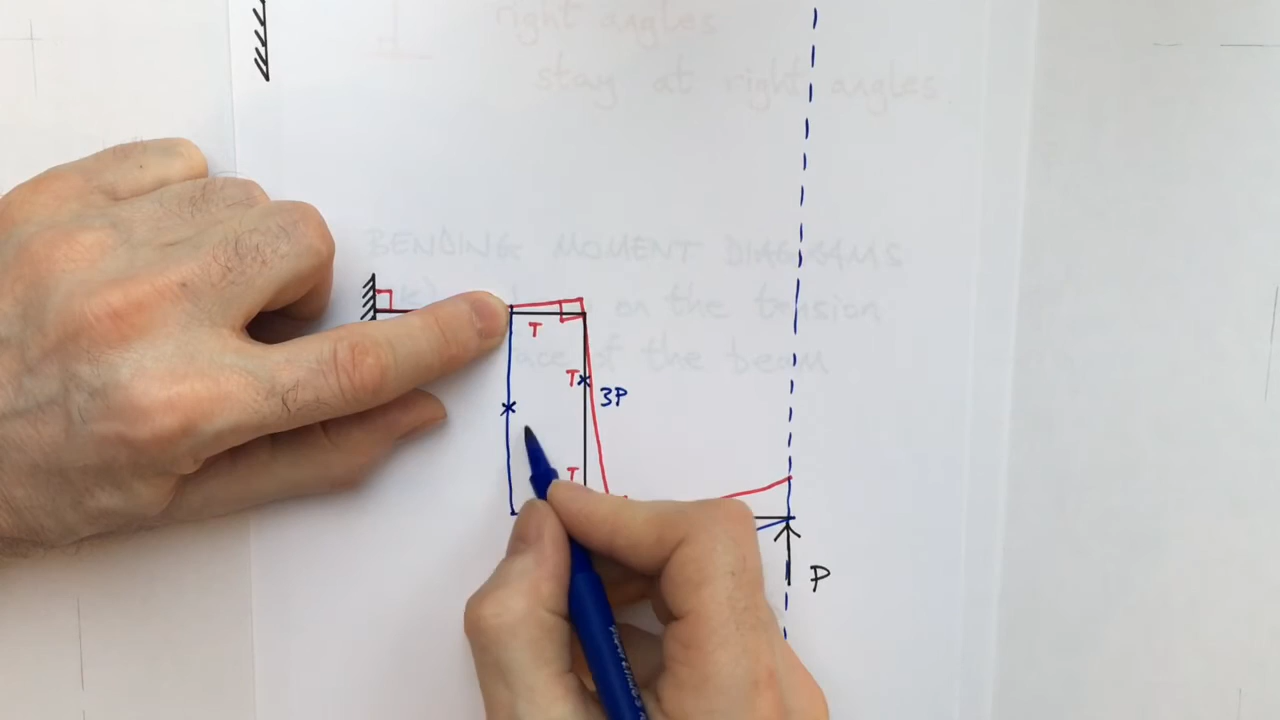 right angles
stay at right angles
BENDING MOMENT DIAGRAMS
on the tension
face of the beam
T
T
3P
T
P